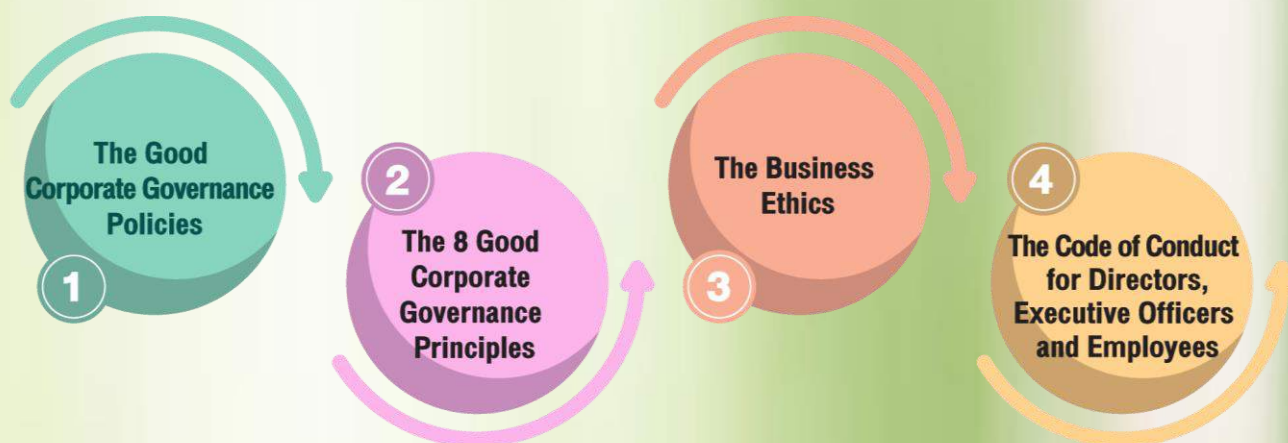 The Good
Corporate Governance
Policies
1
2
The 8 Good
Corporate
Governance
Principles
The Business
Ethics
3
4
The Code of Conduct
for Directors,
Executive Officers
and Employees